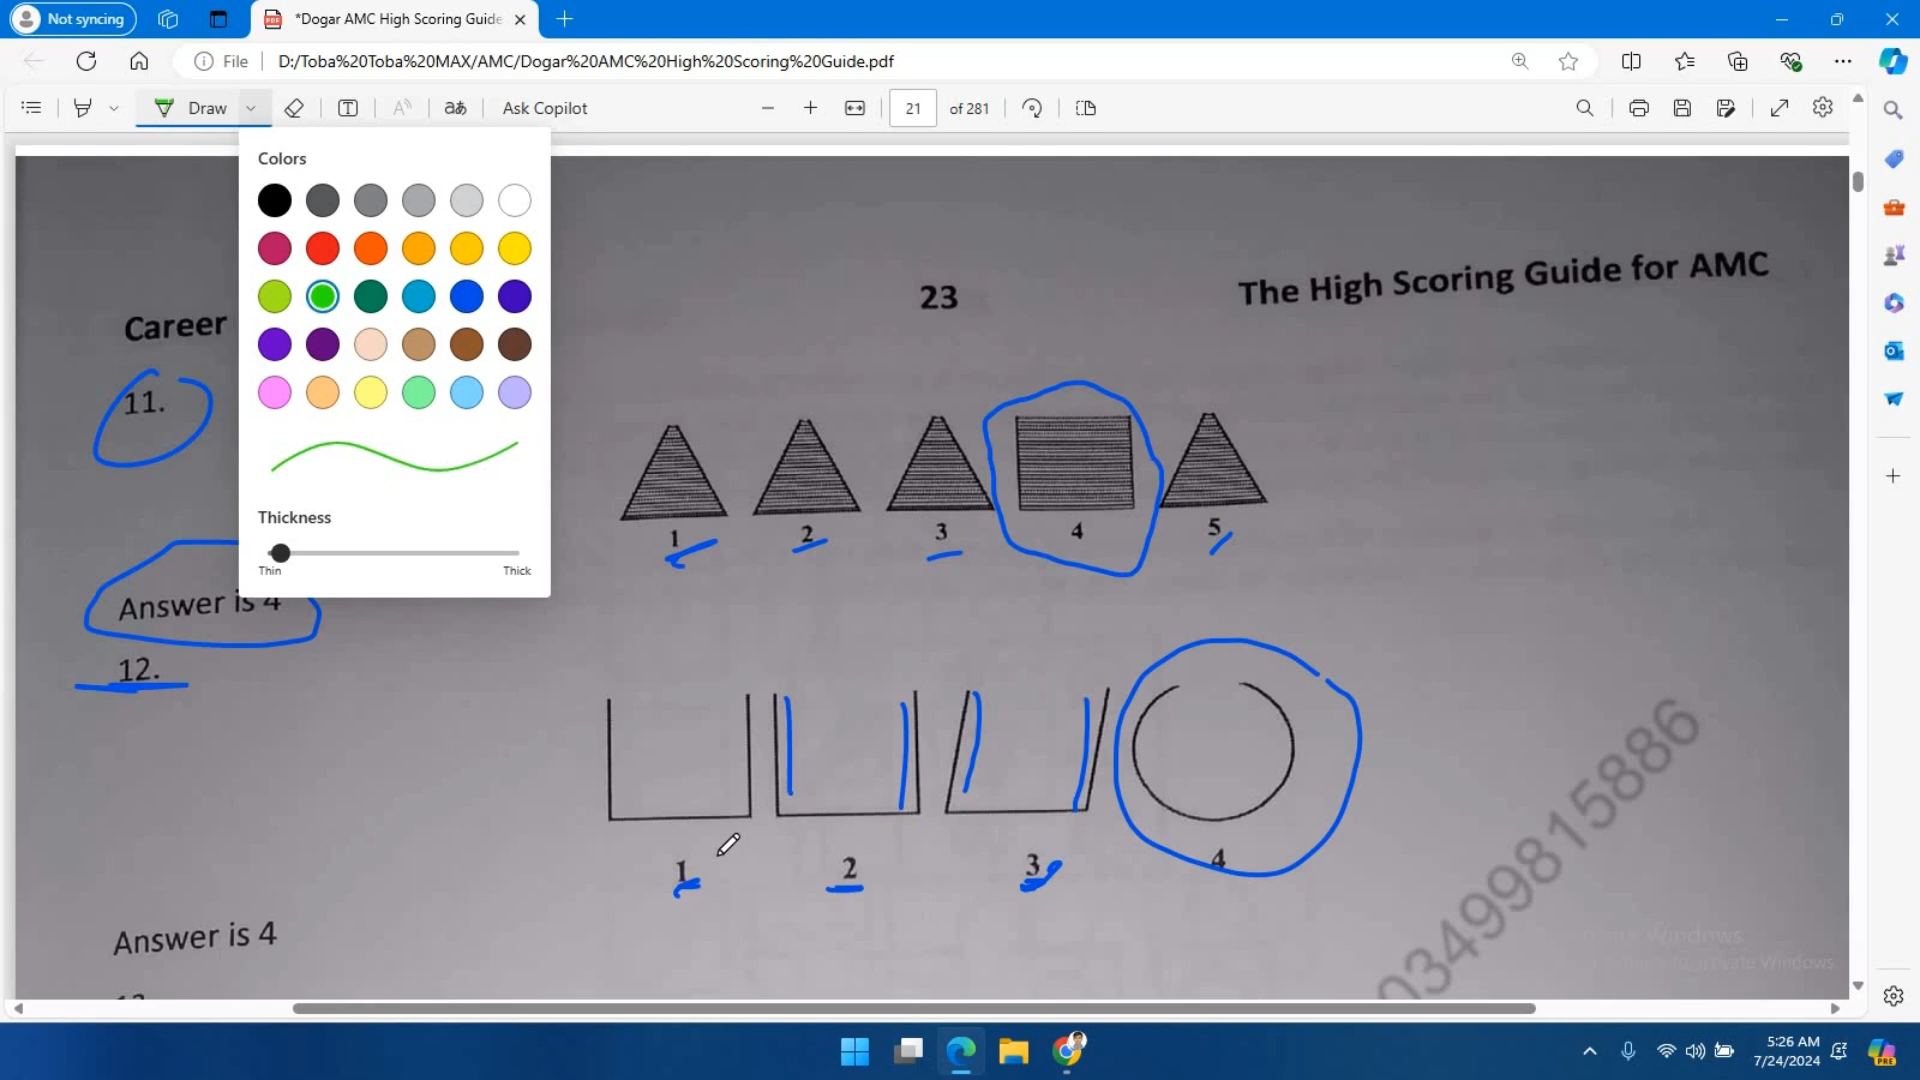 Not syncing
*Dogar AMC High Scoring Guide
File
D:/Toba%20Toba%20MAX/AMC/Dogar%20AMC%20High%20Scoring%20Guide.pdf
Draw
Ask Copilot
21
of 281
Colors
Thickness
Thin
Thick
Career
23
The High Scoring Guide for AMC
11.
1
2
3
4
5
Answer is 4
12.
1
2
3
4
Answer is 4
03499815886
5:26 AM
7/24/2024
PRE